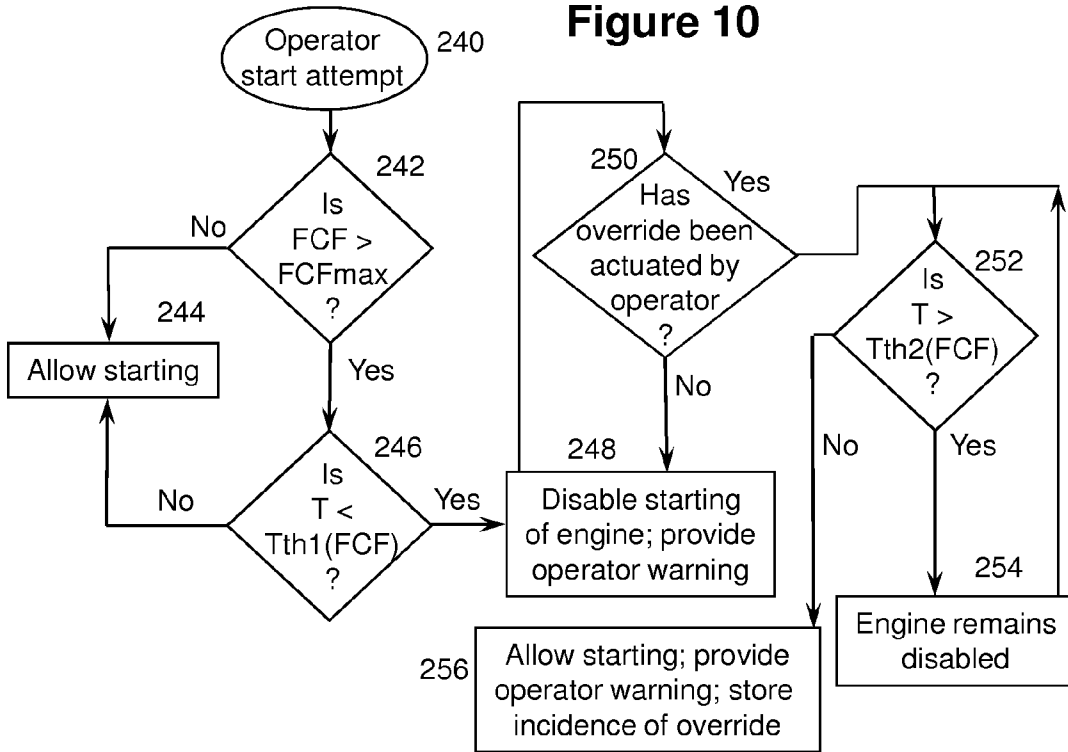 Figure 10
Operator
start attempt
240
242
Is
FCF >
FCFmax
?
No
Yes
244
Allow starting
246
Is
T <
Tth1(FCF)
?
No
Yes
248
Disable starting
of engine; provide
operator warning
250
Has
override been
actuated by
operator
?
Yes
No
252
Is
T >
Tth2(FCF)
?
No
Yes
254
Engine remains
disabled
256
Allow starting; provide
operator warning; store
incidence of override